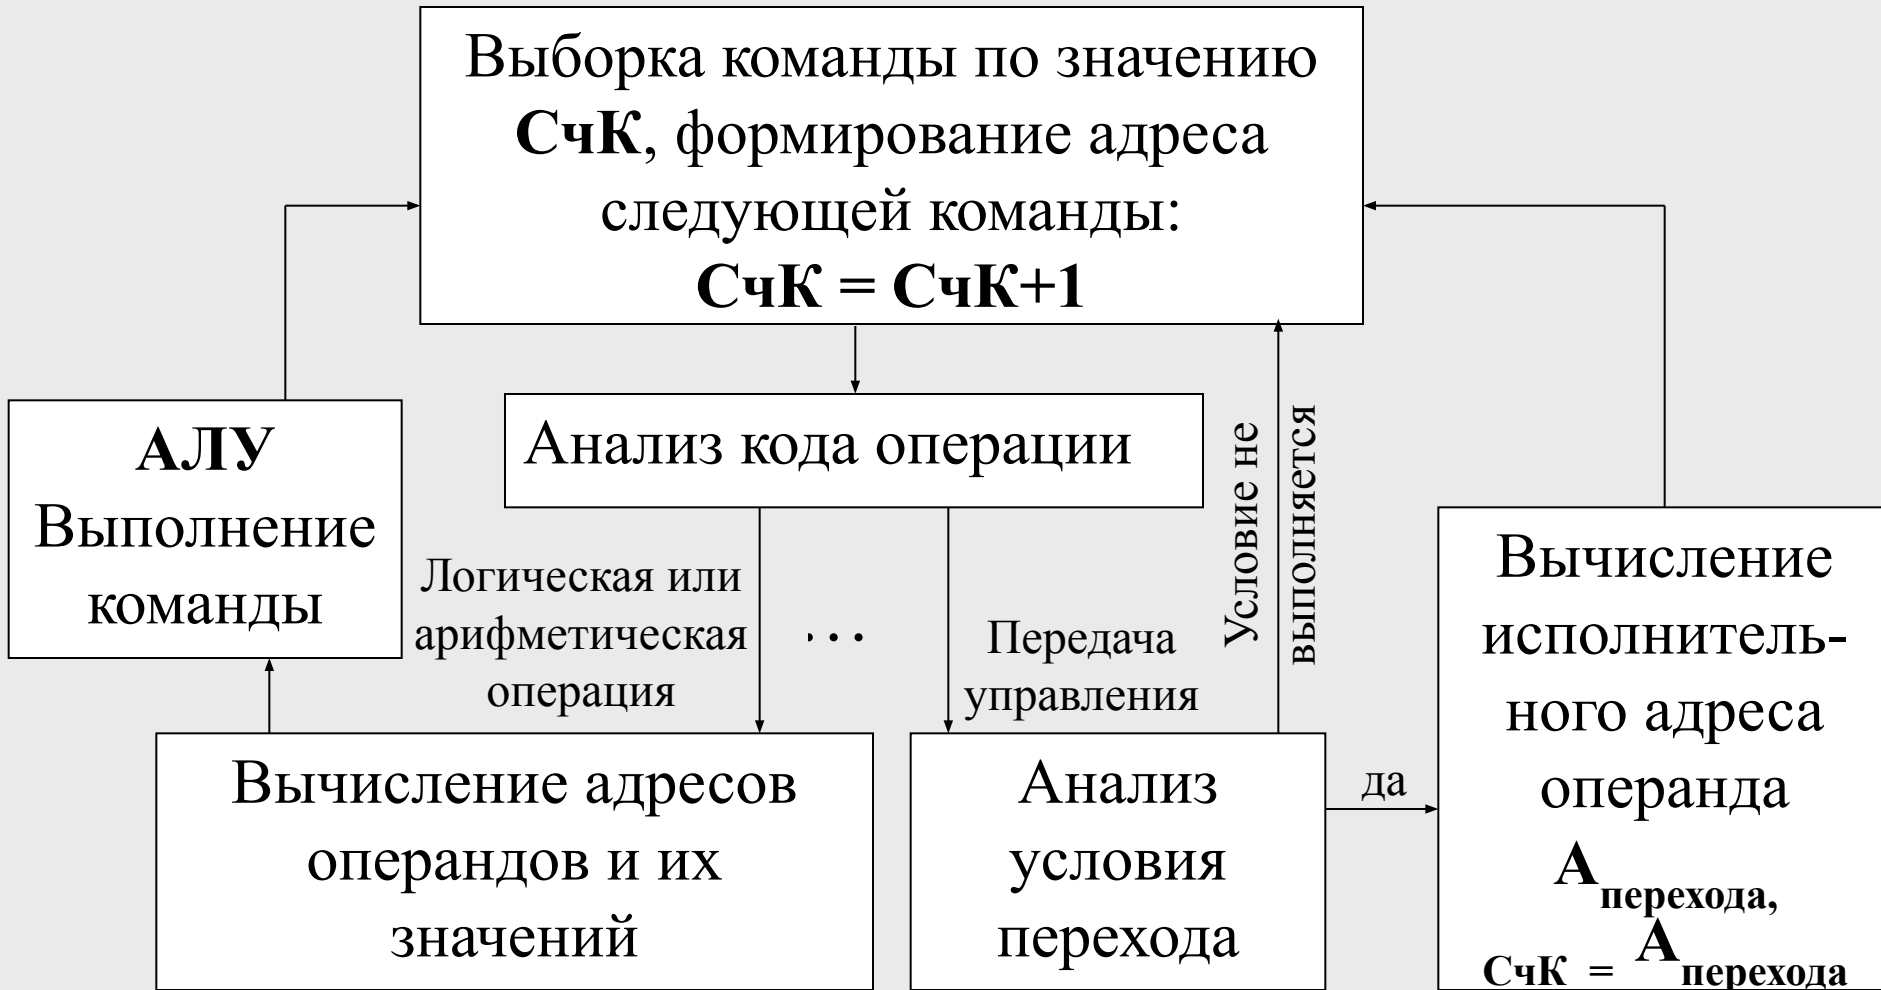 Выборка команды по значению
СчК, формирование адреса
следующей команды:
СчК = СчК+1
АЛУ
Выполнение
команды
Анализ кода операции
Условие не
выполняется
Логическая или
арифметическая
операция
...
Передача
управления
Вычисление адресов
операндов и их
значений
Анализ
условия
перехода
да
Вычисление
исполнитель-
ного адреса
операнда
Aперехода,
СчК = Aперехода